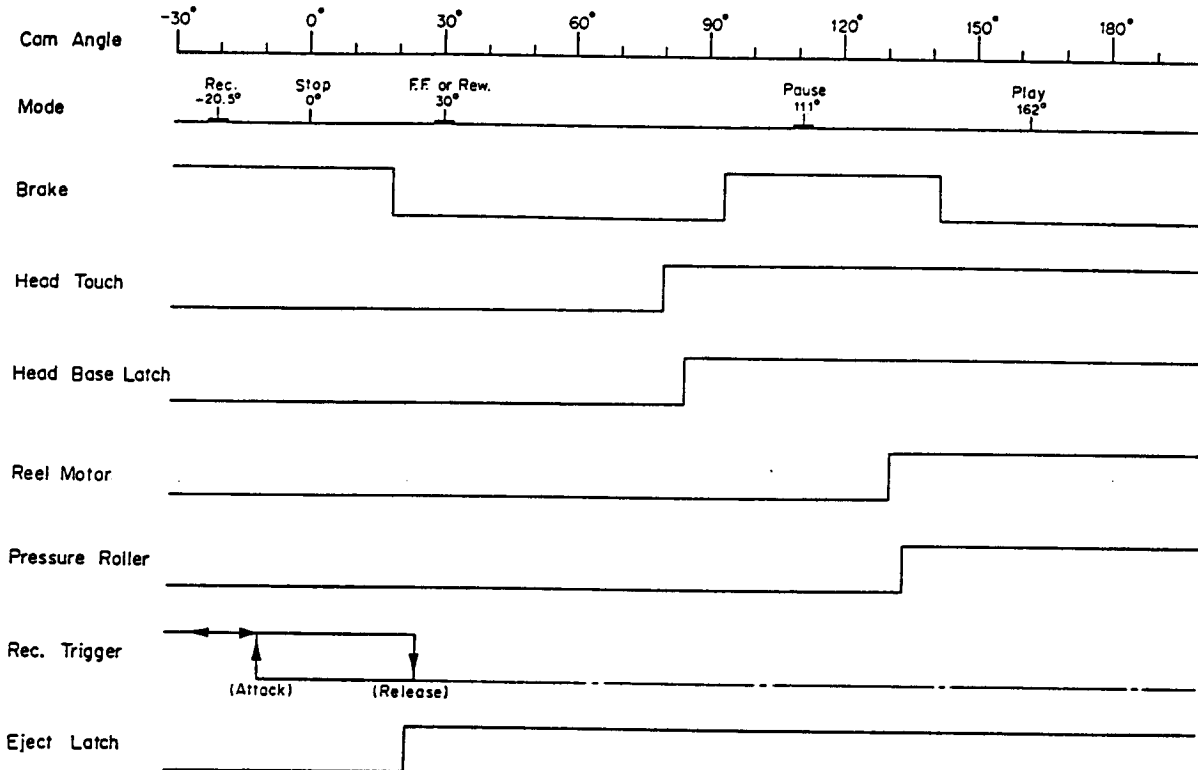 -30° 0° 30° 60° 90° 120° 150° 180°
Cam Angle
Rec. Stop F.F. or Rew. Pause Play
Mode -20.5° 0° 30° 111° 162°
Brake
Head Touch
Head Base Latch
Reel Motor
Pressure Roller
Rec. Trigger
(Attack) (Release)
Eject Latch